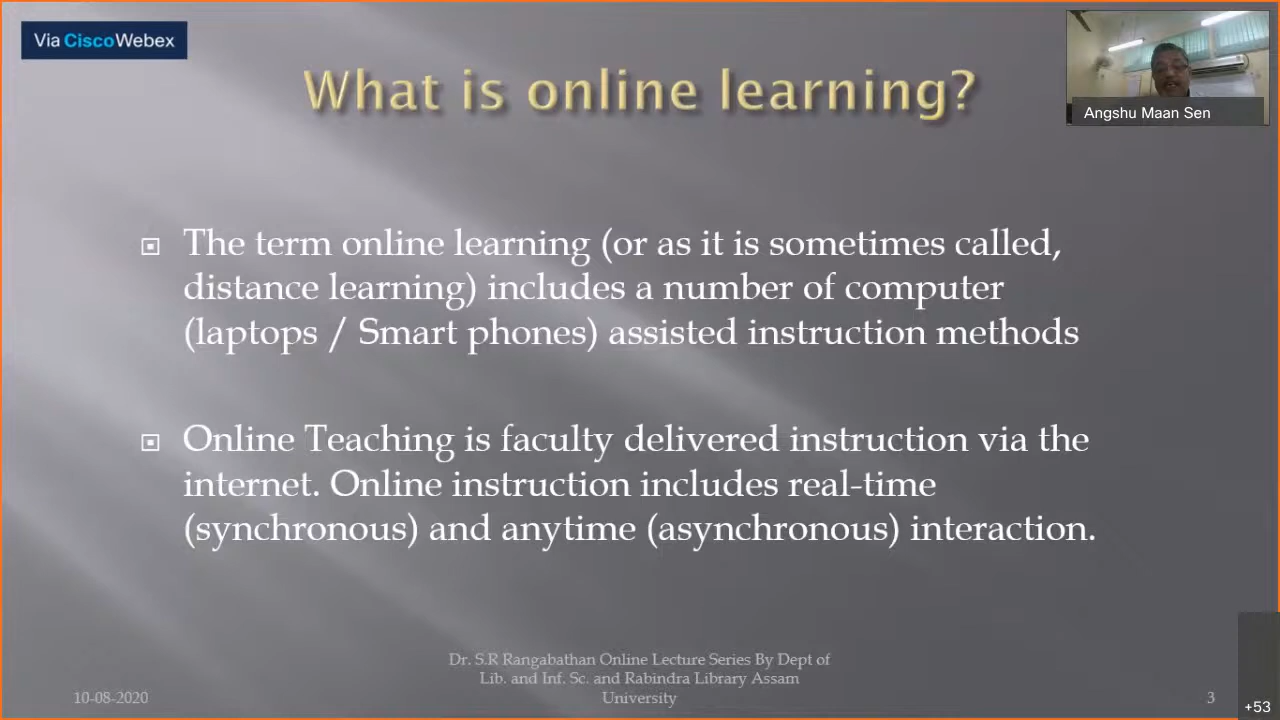 Via CiscoWebex
What is online learning?
Angshu Maan Sen
The term online learning (or as it is sometimes called,
distance learning) includes a number of computer
(laptops / Smart phones) assisted instruction methods
Online Teaching is faculty delivered instruction via the
internet. Online instruction includes real-time
(synchronous) and anytime (asynchronous) interaction.
Dr. S.R Rangabathan Online Lecture Series By Dept of
Lib. and Inf. Sc. and Rabindra Library Assam
University
10-08-2020
3
+53